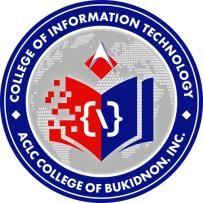 COLLEGE OF INFORMATION TECHNOLOGY
{\}
ACLC COLLEGE OF BUKIDNON, INC.